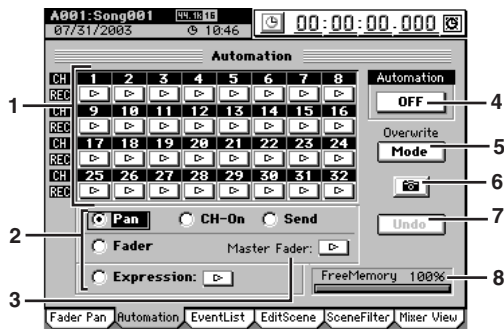 A001:Song001 44.1k 16
07/31/2003 10:46 00:00:00.000
Automation
CH 1 2 3 4 5 6 7 8
REC
CH 9 10 11 12 13 14 15 16
REC
CH 17 18 19 20 21 22 23 24
REC
CH 25 26 27 28 29 30 31 32
REC
Automation
OFF
Overwrite
Mode
Undo
Pan CH-On Send
Fader Master Fader:
Expression:
FreeMemory 100%
Fader Pan Automation EventList EditScene SceneFilter Mixer View
1
2
3
4
5
6
7
8